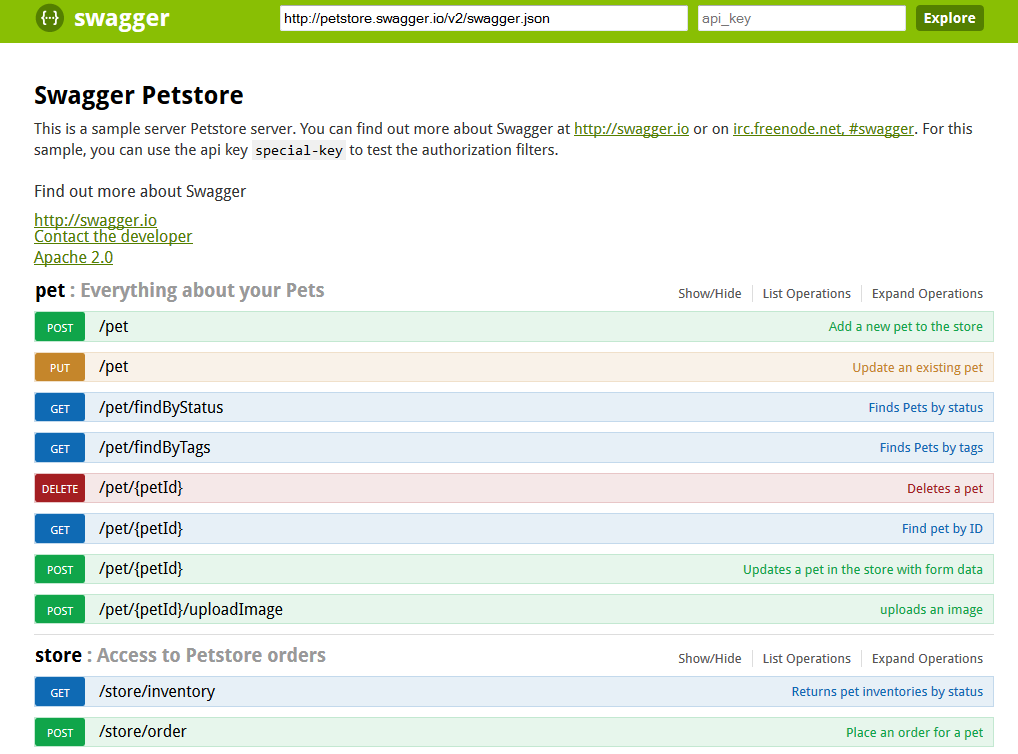 {··} swagger http://petstore.swagger.io/v2/swagger.json api_key Explore
Swagger Petstore
This is a sample server Petstore server. You can find out more about Swagger at http://swagger.io or on irc.freenode.net, #swagger. For this
sample, you can use the api key special-key to test the authorization filters.
Find out more about Swagger
http://swagger.io
Contact the developer
Apache 2.0
pet : Everything about your Pets Show/Hide List Operations Expand Operations
POST /pet Add a new pet to the store
PUT /pet Update an existing pet
GET /pet/findByStatus Finds Pets by status
GET /pet/findByTags Finds Pets by tags
DELETE /pet/{petId} Deletes a pet
GET /pet/{petId} Find pet by ID
POST /pet/{petId} Updates a pet in the store with form data
POST /pet/{petId}/uploadImage uploads an image
store : Access to Petstore orders Show/Hide List Operations Expand Operations
GET /store/inventory Returns pet inventories by status
POST /store/order Place an order for a pet